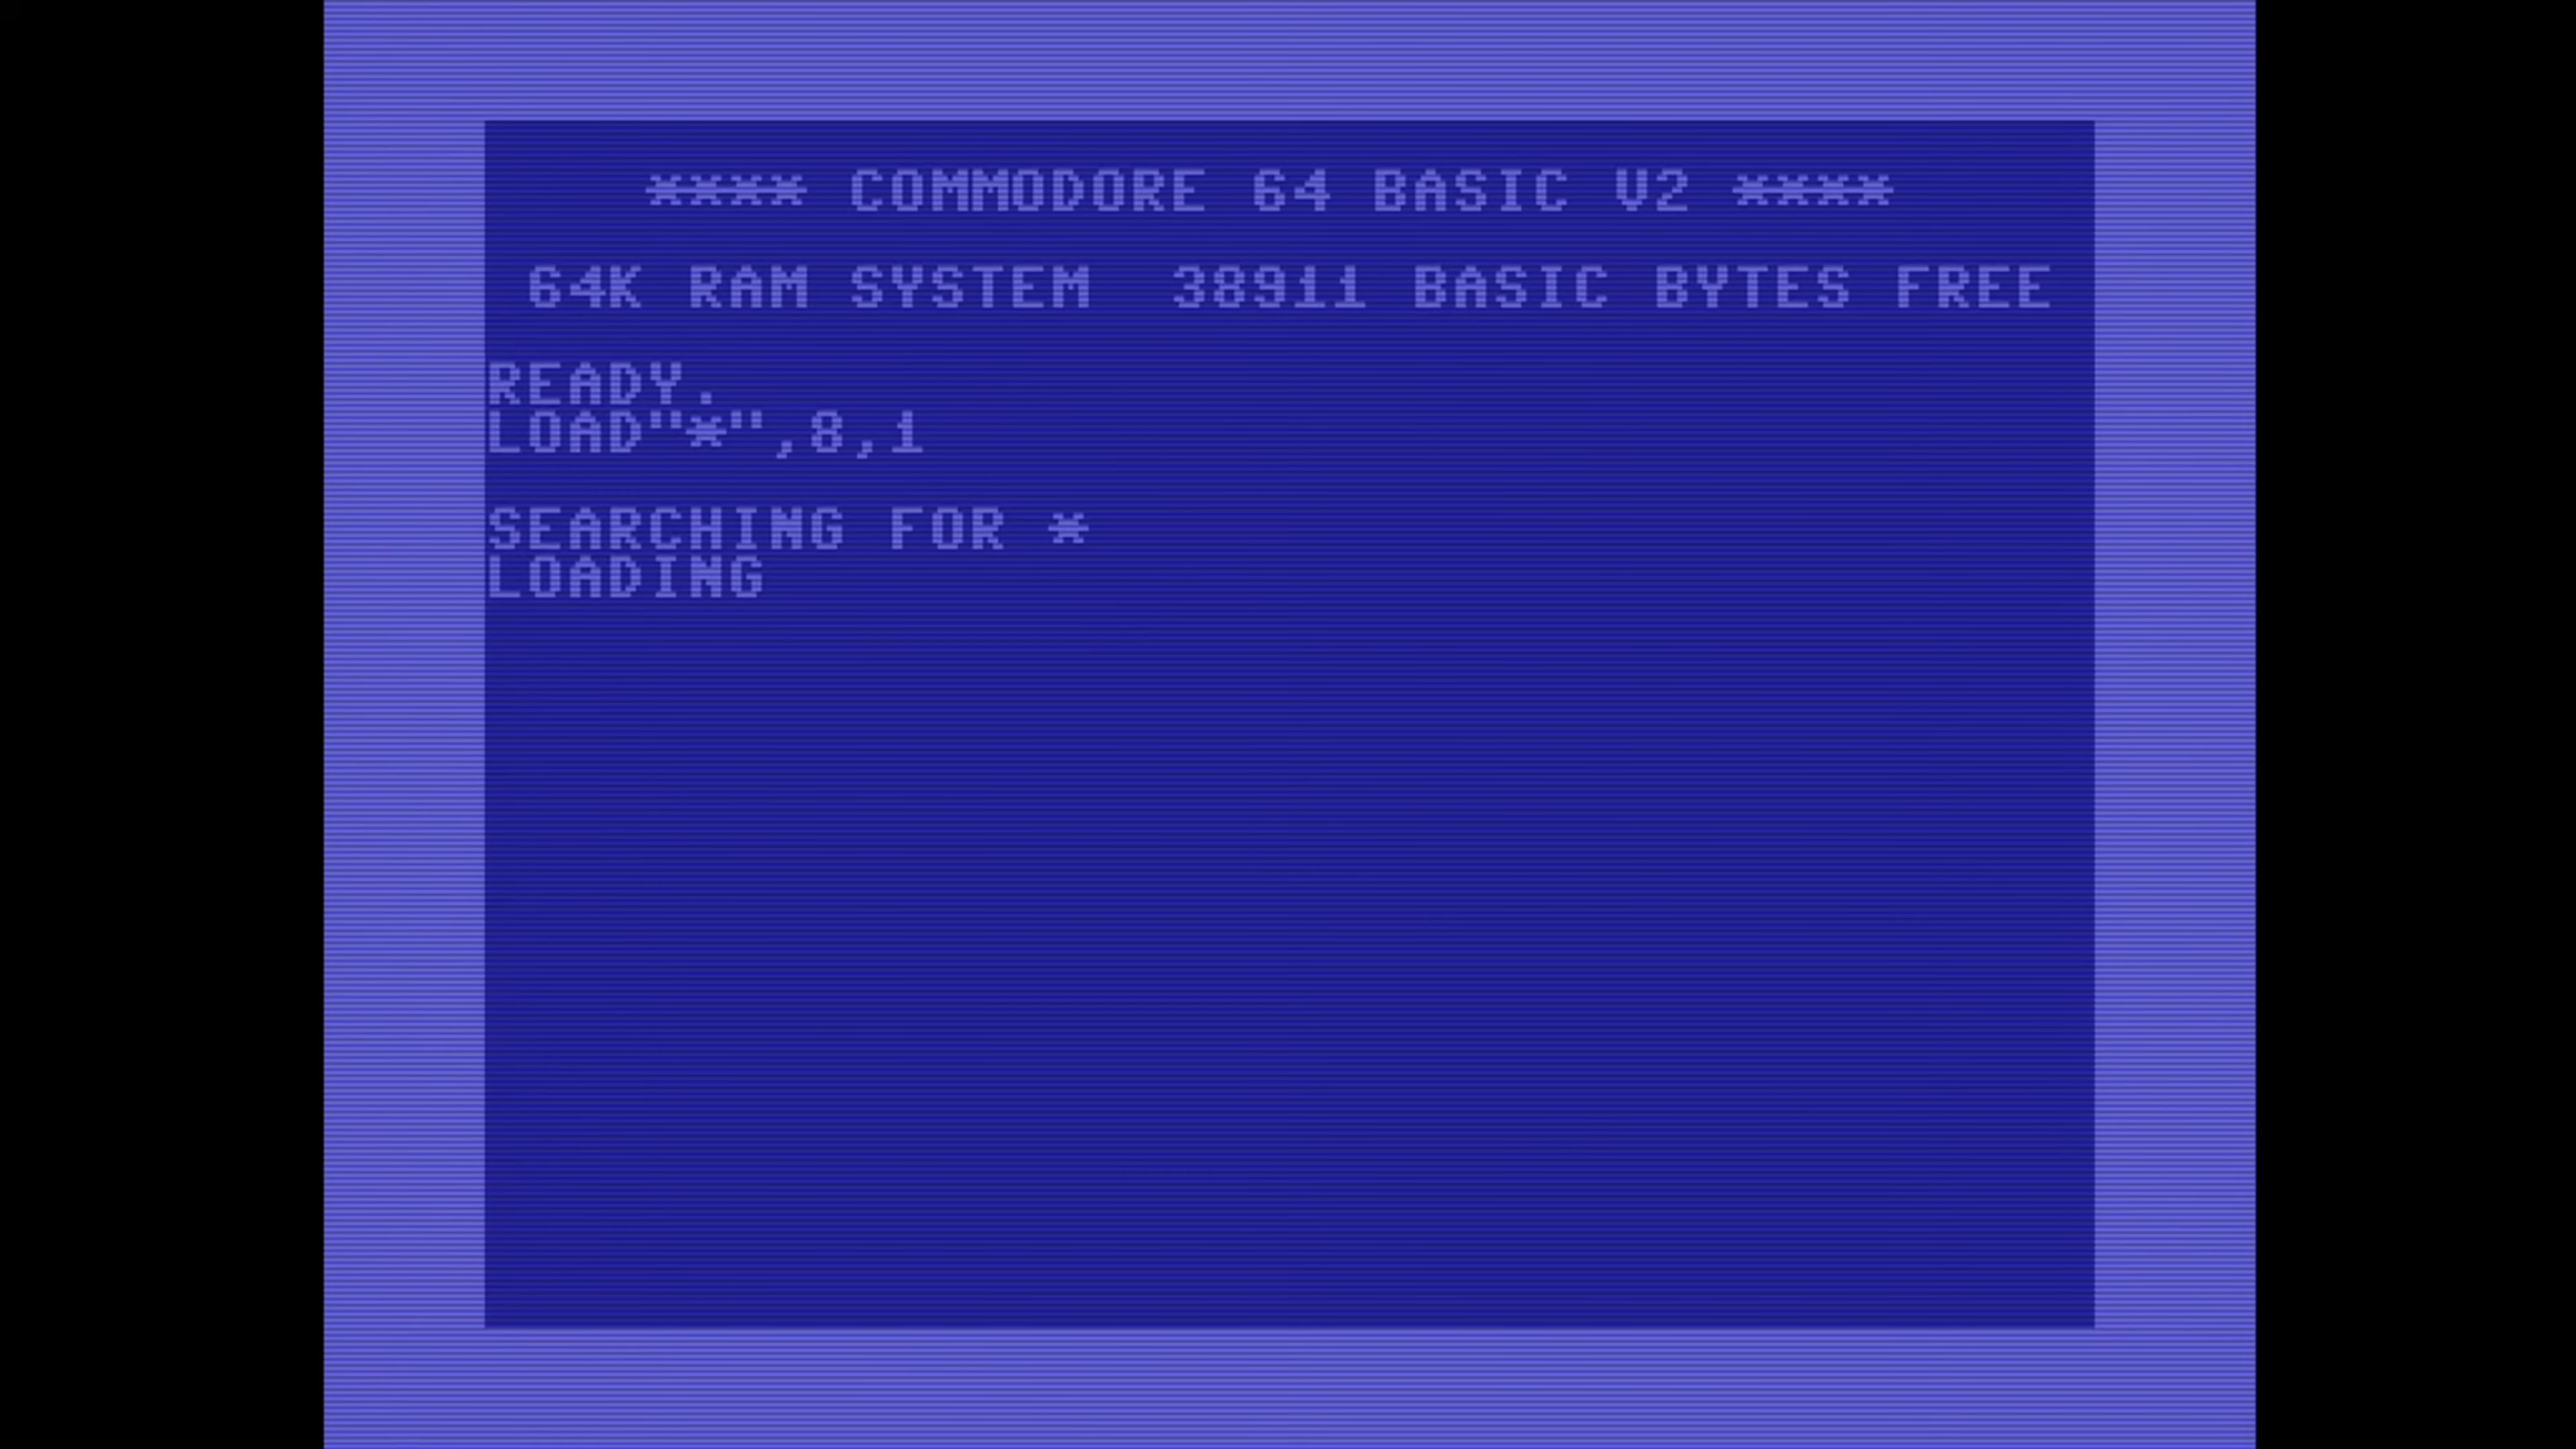 **** COMMODORE 64 BASIC V2 ****
64K RAM SYSTEM  38911 BASIC BYTES FREE
READY.
LOAD"*",8,1
SEARCHING FOR *
LOADING